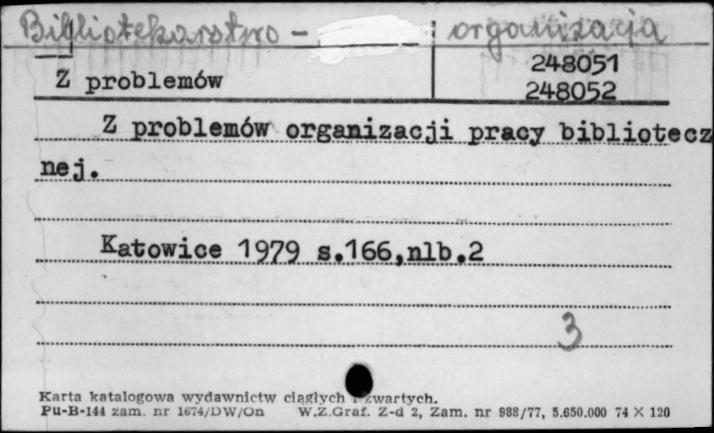 Bibliotekarstwo - organizacja
Z problemów
248051
248052
Z problemów organizacji pracy bibliotecz
nej.
Katowice 1979 s.166,nlb.2
3
Karta katalogowa wydawnictw ciągłych i zwartych.
Pu-B-144 zam. nr 1674/DW/On W.Z.Graf. Z-d 2, Zam. nr 988/77, 5.650.000 74 X 120